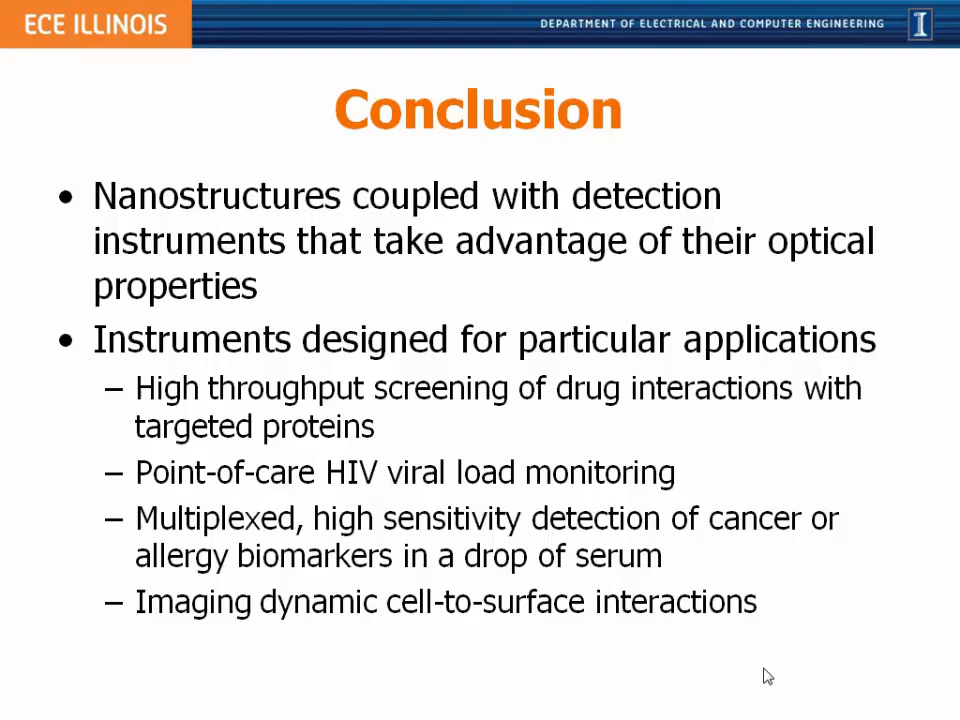 ECE ILLINOIS
DEPARTMENT OF ELECTRICAL AND COMPUTER ENGINEERING
I
Conclusion
• Nanostructures coupled with detection
instruments that take advantage of their optical
properties
• Instruments designed for particular applications
– High throughput screening of drug interactions with
targeted proteins
– Point-of-care HIV viral load monitoring
– Multiplexed, high sensitivity detection of cancer or
allergy biomarkers in a drop of serum
– Imaging dynamic cell-to-surface interactions